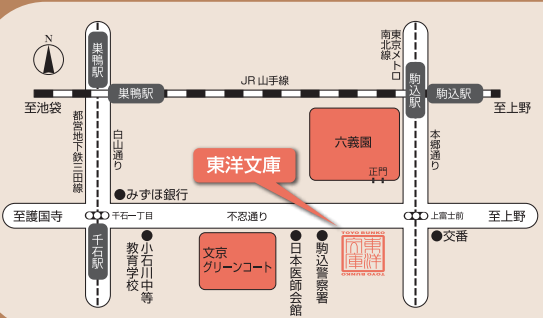 N
巣鴨駅
東京メトロ
南北線
JR山手線
巣鴨駅
駒込駅
駒込駅
至池袋
至上野
都営地下鉄三田線
白山通り
六義園
本郷通り
東洋文庫
正門
●みずほ銀行
至護国寺
千石一丁目
不忍通り
上富士前
至上野
千石駅
●小石川中等
教育学校
文京
グリーンコート
●日本医師会館
●駒込警察署
TOYO BUNKO
東洋
文庫
TOYO BUNKO
●交番